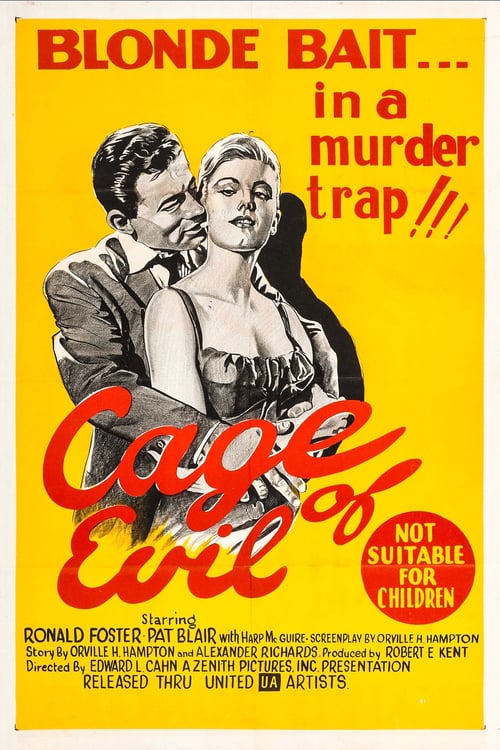 BLONDE BAIT...
in a
murder
trap!!!
Cage
of
Evil
NOT
SUITABLE
FOR
CHILDREN
Starring
RONALD FOSTER · PAT BLAIR with HARP Mc GUIRE · SCREENPLAY BY ORVILLE H. HAMPTON
Story By ORVILLE H. HAMPTON and ALEXANDER RICHARDS. Produced by ROBERT E KENT
Directed By EDWARD L. CAHN A ZENITH PICTURES, INC. PRESENTATION
RELEASED THRU UNITED UA ARTISTS.